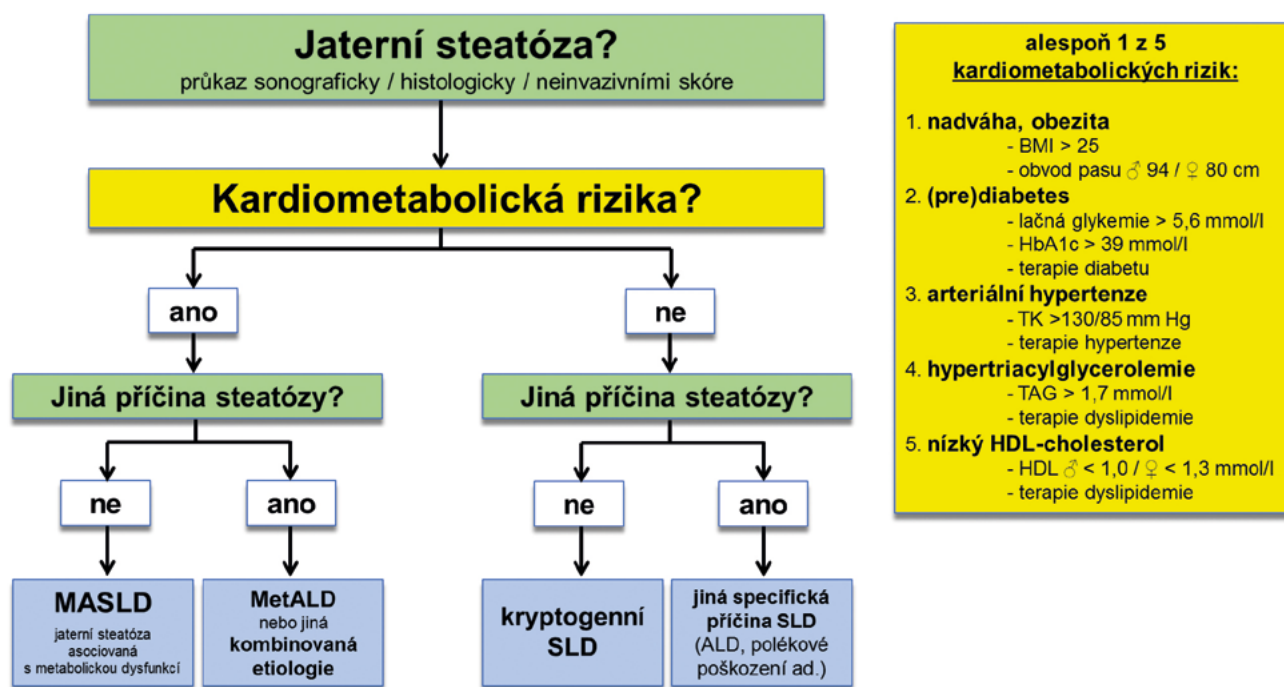 Jaterní steatóza?
průkaz sonograficky / histologicky / neinvazivními skóre
Kardiometabolická rizika?
ano
ne
Jiná příčina steatózy?
Jiná příčina steatózy?
ne
ano
ne
ano
MASLD
jaterní steatóza
asociovaná
s metabolickou dysfunkcí
MetALD
nebo jiná
kombinovaná
etiologie
kryptogenní
SLD
jiná specifická
příčina SLD
(ALD, polékové
poškození ad.)
alespoň 1 z 5
kardiometabolických rizik:
1. nadváha, obezita
- BMI > 25
- obvod pasu ♂ 94 / ♀ 80 cm
2. (pre)diabetes
- lačná glykemie > 5,6 mmol/l
- HbA1c > 39 mmol/l
- terapie diabetu
3. arteriální hypertenze
- TK >130/85 mm Hg
- terapie hypertenze
4. hypertriacylglycerolemie
- TAG > 1,7 mmol/l
- terapie dyslipidemie
5. nízký HDL-cholesterol
- HDL ♂ < 1,0 / ♀ < 1,3 mmol/l
- terapie dyslipidemie